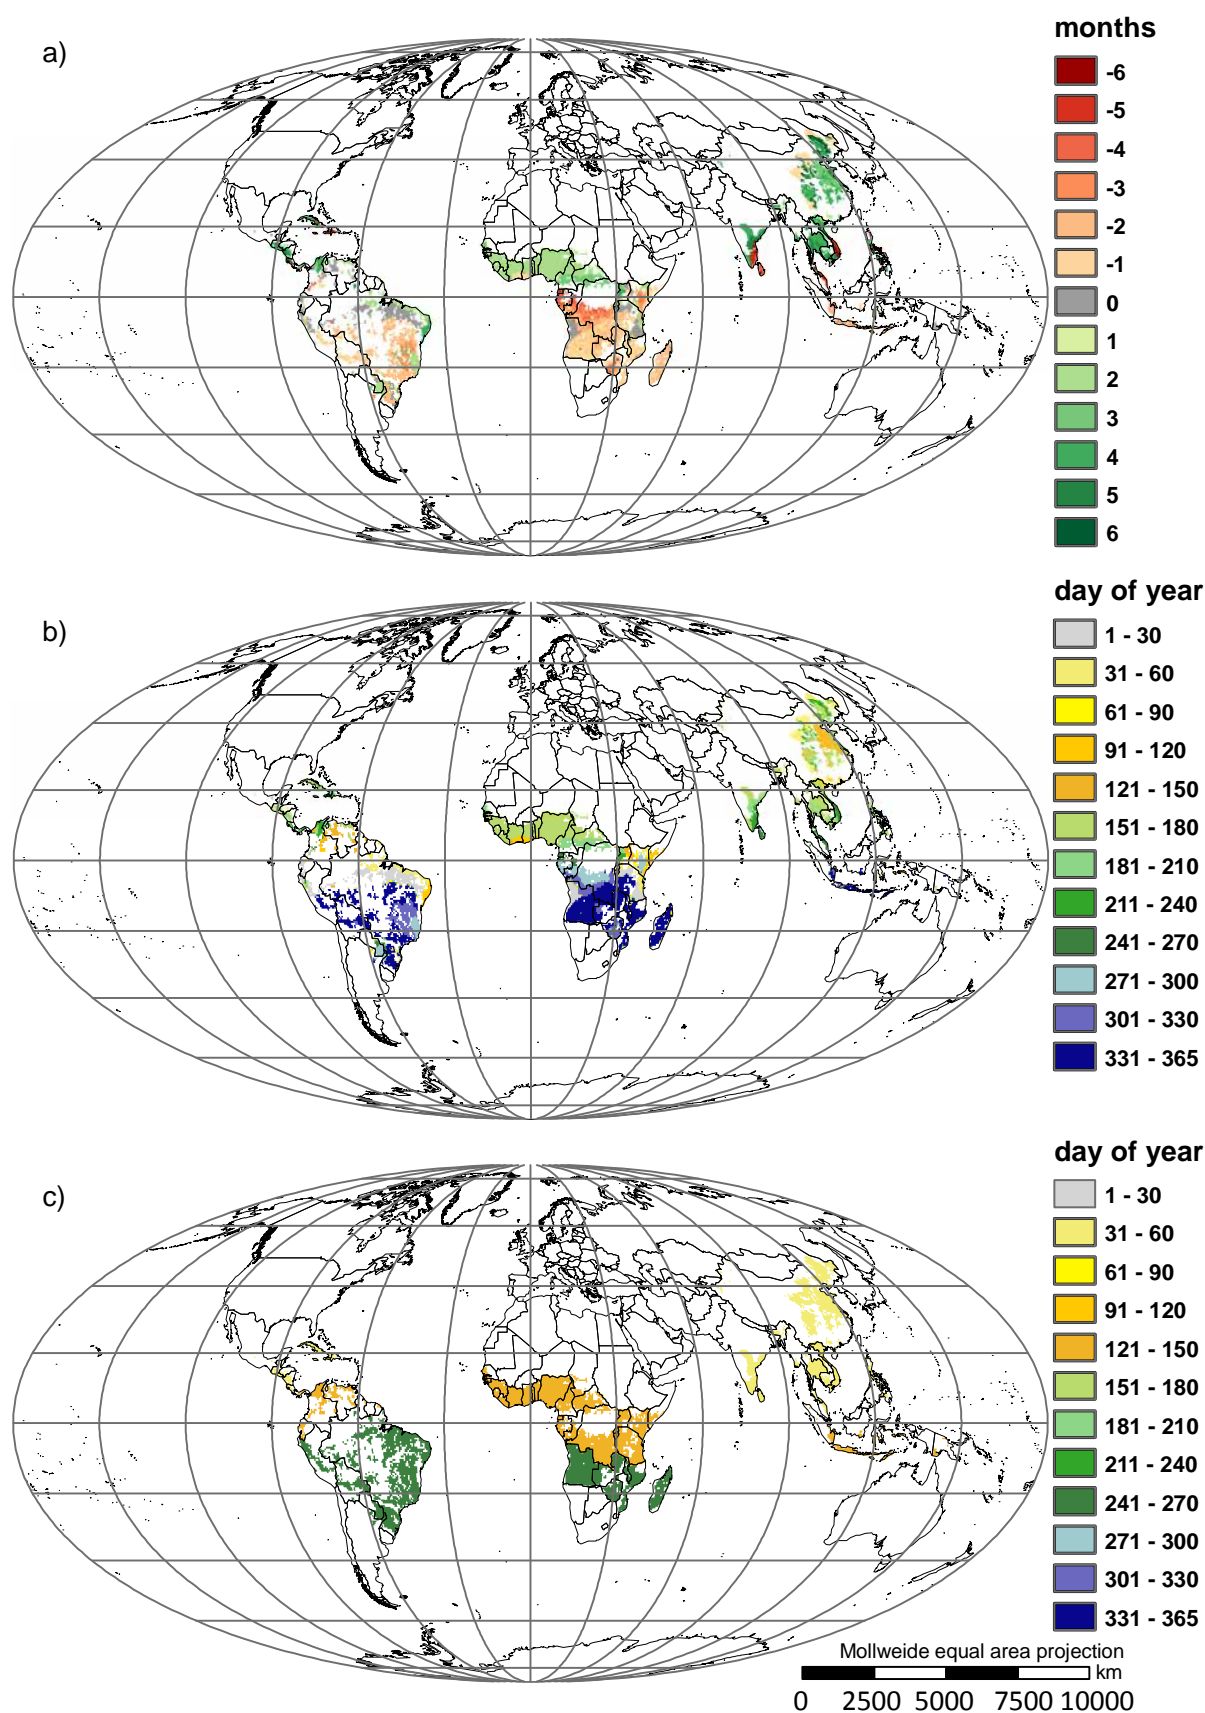 a)
months
-6
-5
-4
-3
-2
-1
0
1
2
3
4
5
6
b)
day of year
1 - 30
31 - 60
61 - 90
91 - 120
121 - 150
151 - 180
181 - 210
211 - 240
241 - 270
271 - 300
301 - 330
331 - 365
c)
day of year
1 - 30
31 - 60
61 - 90
91 - 120
121 - 150
151 - 180
181 - 210
211 - 240
241 - 270
271 - 300
301 - 330
331 - 365
Mollweide equal area projection
km
0 2500 5000 7500 10000